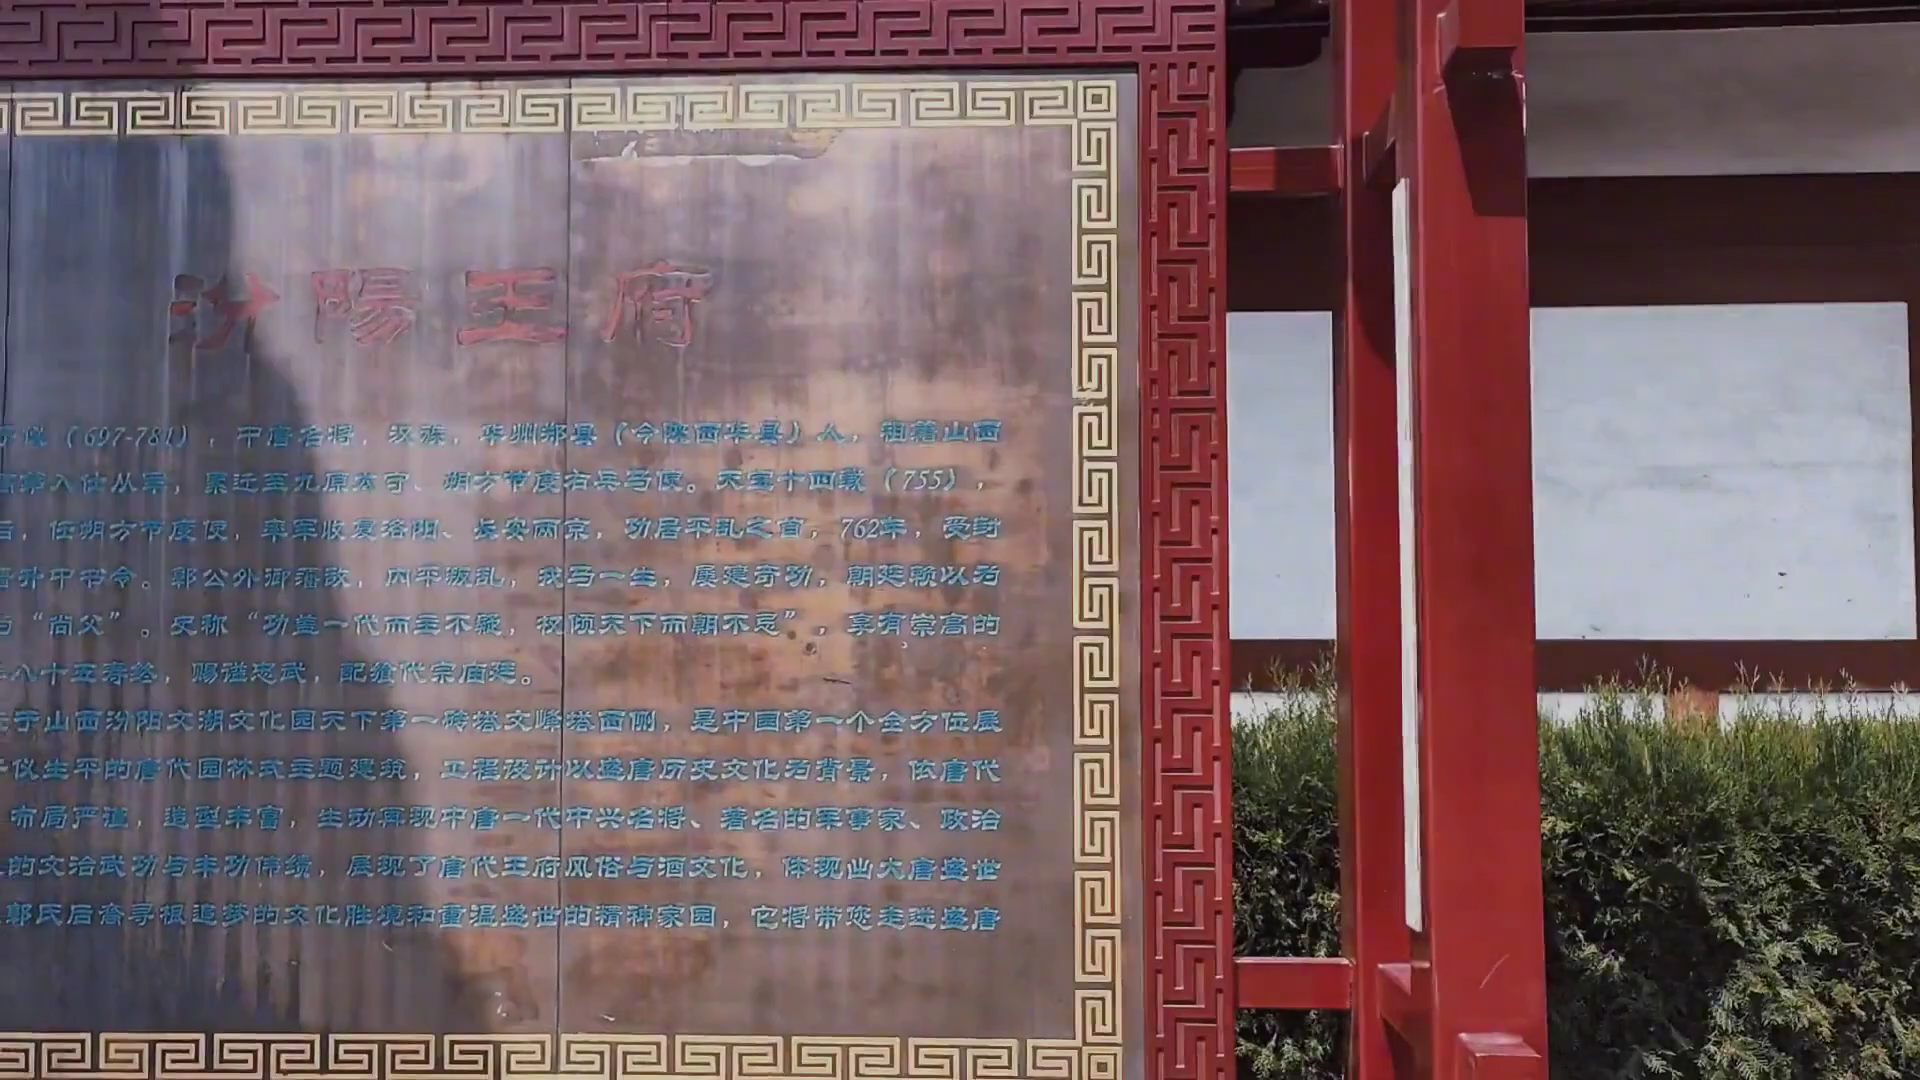 汾陽王府
子仪（697-781），中唐名将，汉族，华州郑县（今陕西华县）人，祖籍山西
入仕从军，累迁至九原太守、朔方节度右兵马使。天宝十四载（755），
后，任朔方节度使，率军收复洛阳、长安两京，功居平乱之首，762年，受封
晋升中书令。郭公外御蕃敌，内平叛乱，戎马一生，屡建奇功，朝廷赖以为
为“尚父”。史称“功盖一代而主不疑，权倾天下而朝不忌”，享有崇高的
八十五寿终，赐谥忠武，配飨代宗庙廷。
于山西汾阳文湖文化园天下第一砖塔文峰塔西侧，是中国第一个全方位展
子仪生平的唐代园林式主题建筑，工程设计以盛唐历史文化为背景，依唐代
布局严谨，造型丰富，生动再现中唐一代中兴名将、著名的军事家、政治
的文治武功与丰功伟绩，展现了唐代王府风俗与酒文化，体现出大唐盛世
郭氏后裔寻根追梦的文化胜境和重温盛世的精神家园，它将带您走进盛唐